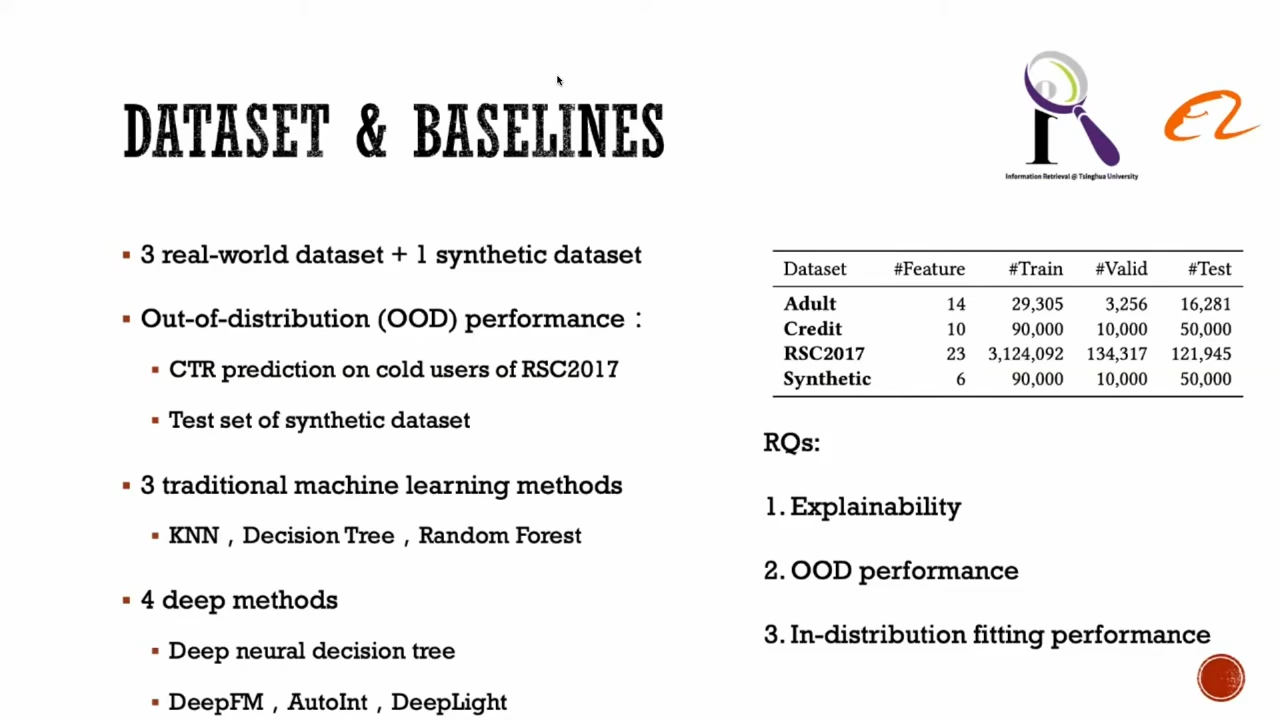 DATASET & BASELINES
Information Retrieval @ Tsinghua University
▪ 3 real-world dataset + 1 synthetic dataset
▪ Out-of-distribution (OOD) performance：
▪ CTR prediction on cold users of RSC2017
▪ Test set of synthetic dataset
▪ 3 traditional machine learning methods
▪ KNN，Decision Tree，Random Forest
▪ 4 deep methods
▪ Deep neural decision tree
▪ DeepFM，AutoInt，DeepLight
Dataset #Feature #Train #Valid #Test
Adult 14 29,305 3,256 16,281
Credit 10 90,000 10,000 50,000
RSC2017 23 3,124,092 134,317 121,945
Synthetic 6 90,000 10,000 50,000
RQs:
1. Explainability
2. OOD performance
3. In-distribution fitting performance